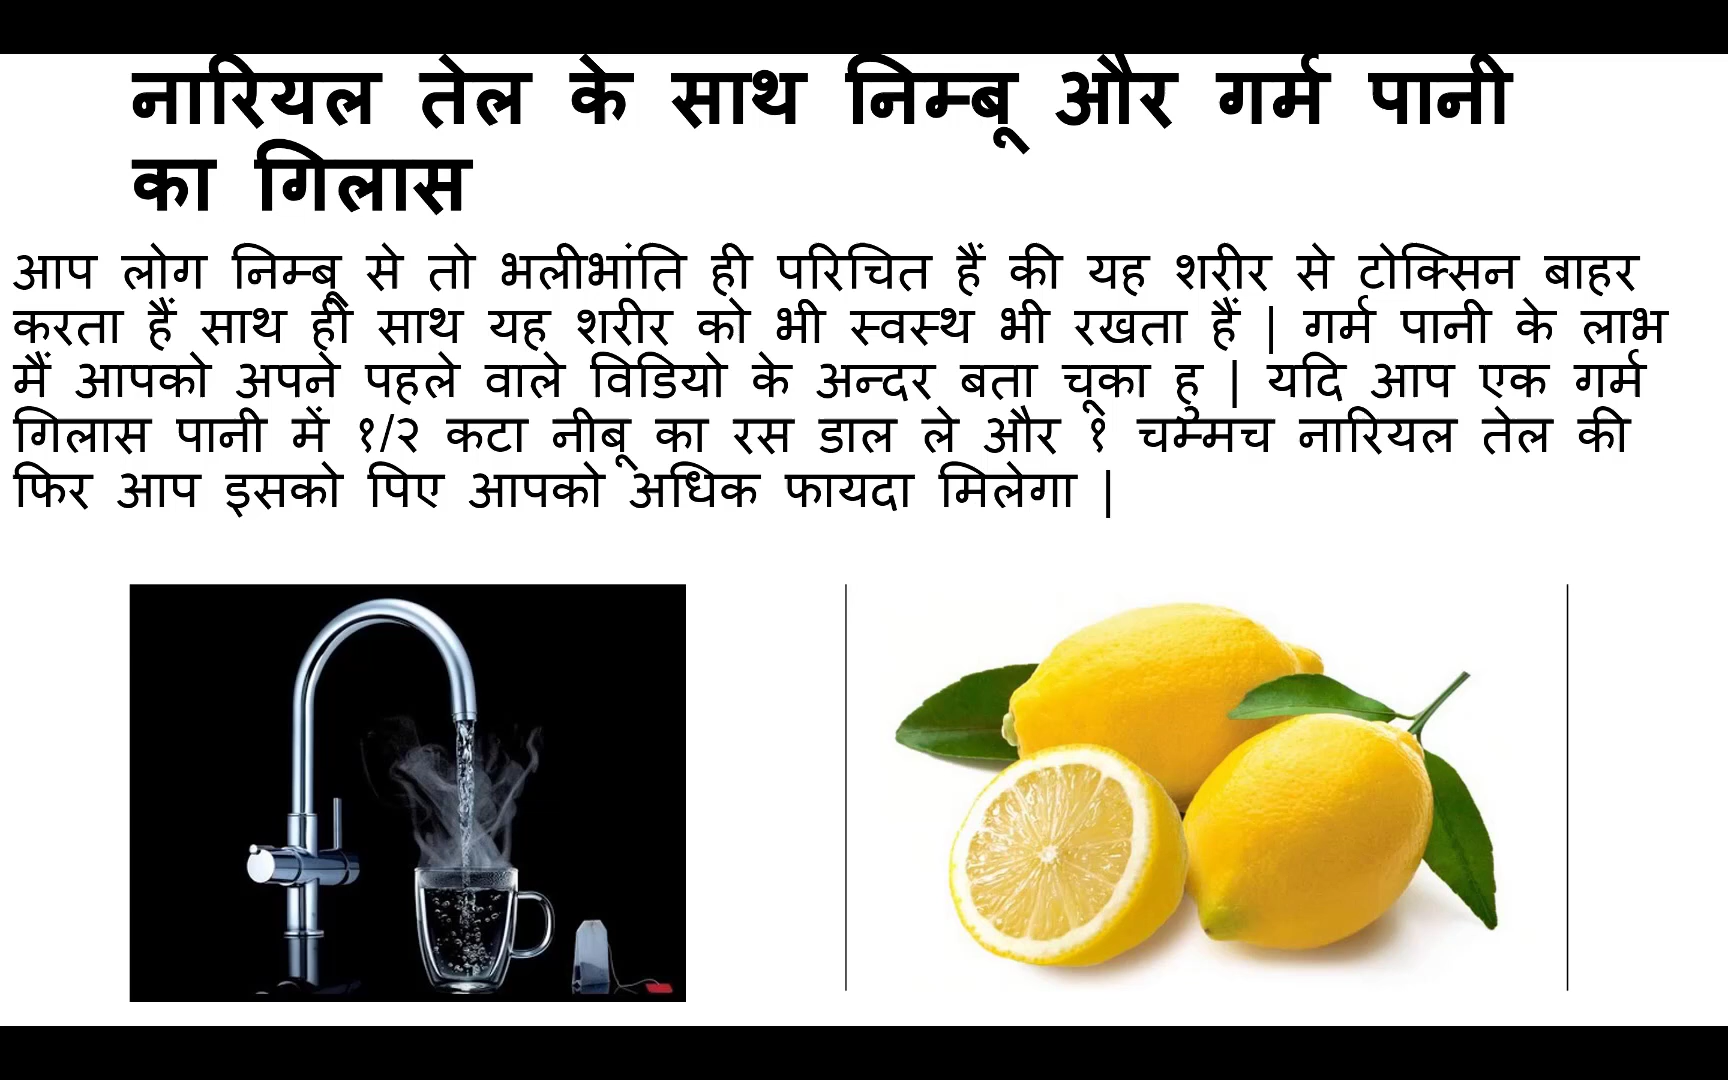 नारियल तेल के साथ निम्बू और गर्म पानी
का गिलास
आप लोग निम्बू से तो भलीभांति ही परिचित हैं की यह शरीर से टोक्सिन बाहर
करता हैं साथ ही साथ यह शरीर को भी स्वस्थ भी रखता हैं | गर्म पानी के लाभ
मैं आपको अपने पहले वाले विडियो के अन्दर बता चूका हु | यदि आप एक गर्म
गिलास पानी में १/२ कटा नीबू का रस डाल ले और १ चम्मच नारियल तेल की
फिर आप इसको पिए आपको अधिक फायदा मिलेगा |